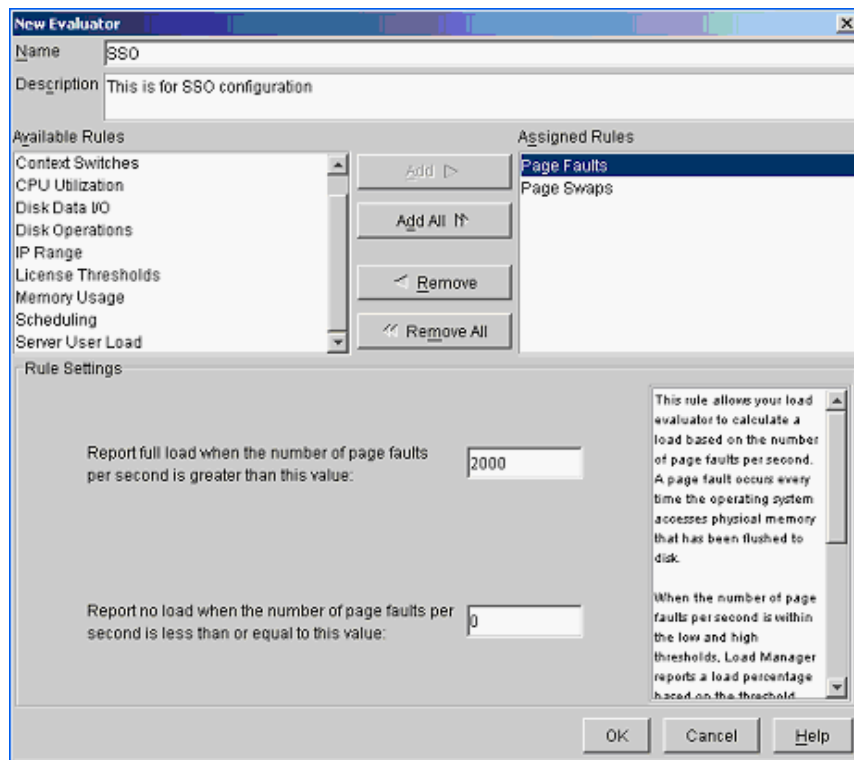 New Evaluator
Name
SSO
Description
This is for SSO configuration
Available Rules
Context Switches
CPU Utilization
Disk Data I/O
Disk Operations
IP Range
License Thresholds
Memory Usage
Scheduling
Server User Load
Add
Add All
Remove
Remove All
Assigned Rules
Page Faults
Page Swaps
Rule Settings
Report full load when the number of page faults
per second is greater than this value:
2000
Report no load when the number of page faults per
second is less than or equal to this value:
0
This rule allows your load
evaluator to calculate a
load based on the number
of page faults per second.
A page fault occurs every
time the operating system
accesses physical memory
that has been flushed to
disk.
When the number of page
faults per second is within
the low and high
thresholds, Load Manager
reports a load percentage
based on the threshold
OK
Cancel
Help